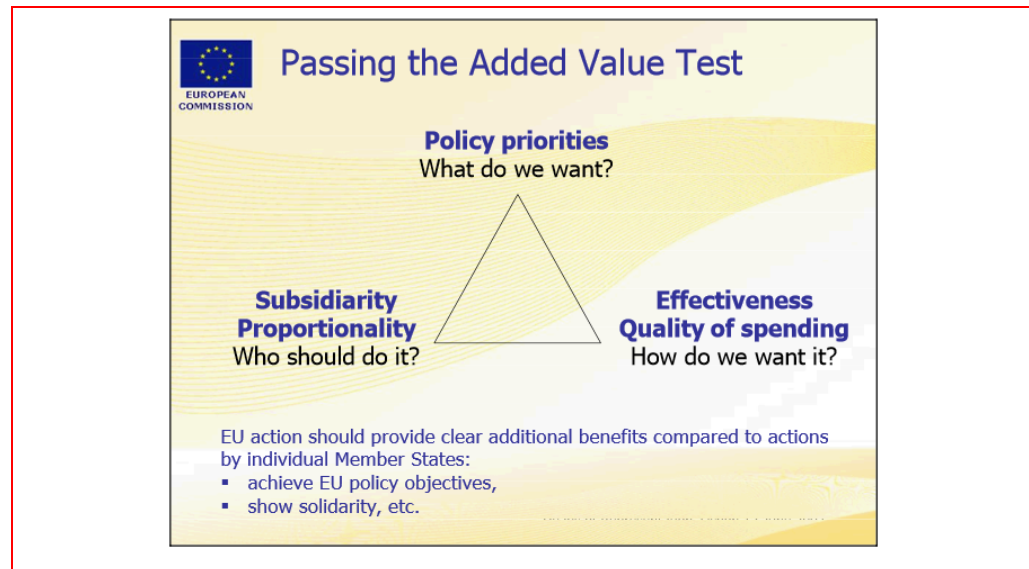 Passing the Added Value Test
EUROPEAN
COMMISSION
Policy priorities
What do we want?
Subsidiarity
Proportionality
Who should do it?
Effectiveness
Quality of spending
How do we want it?
EU action should provide clear additional benefits compared to actions
by individual Member States:
▪ achieve EU policy objectives,
▪ show solidarity, etc.